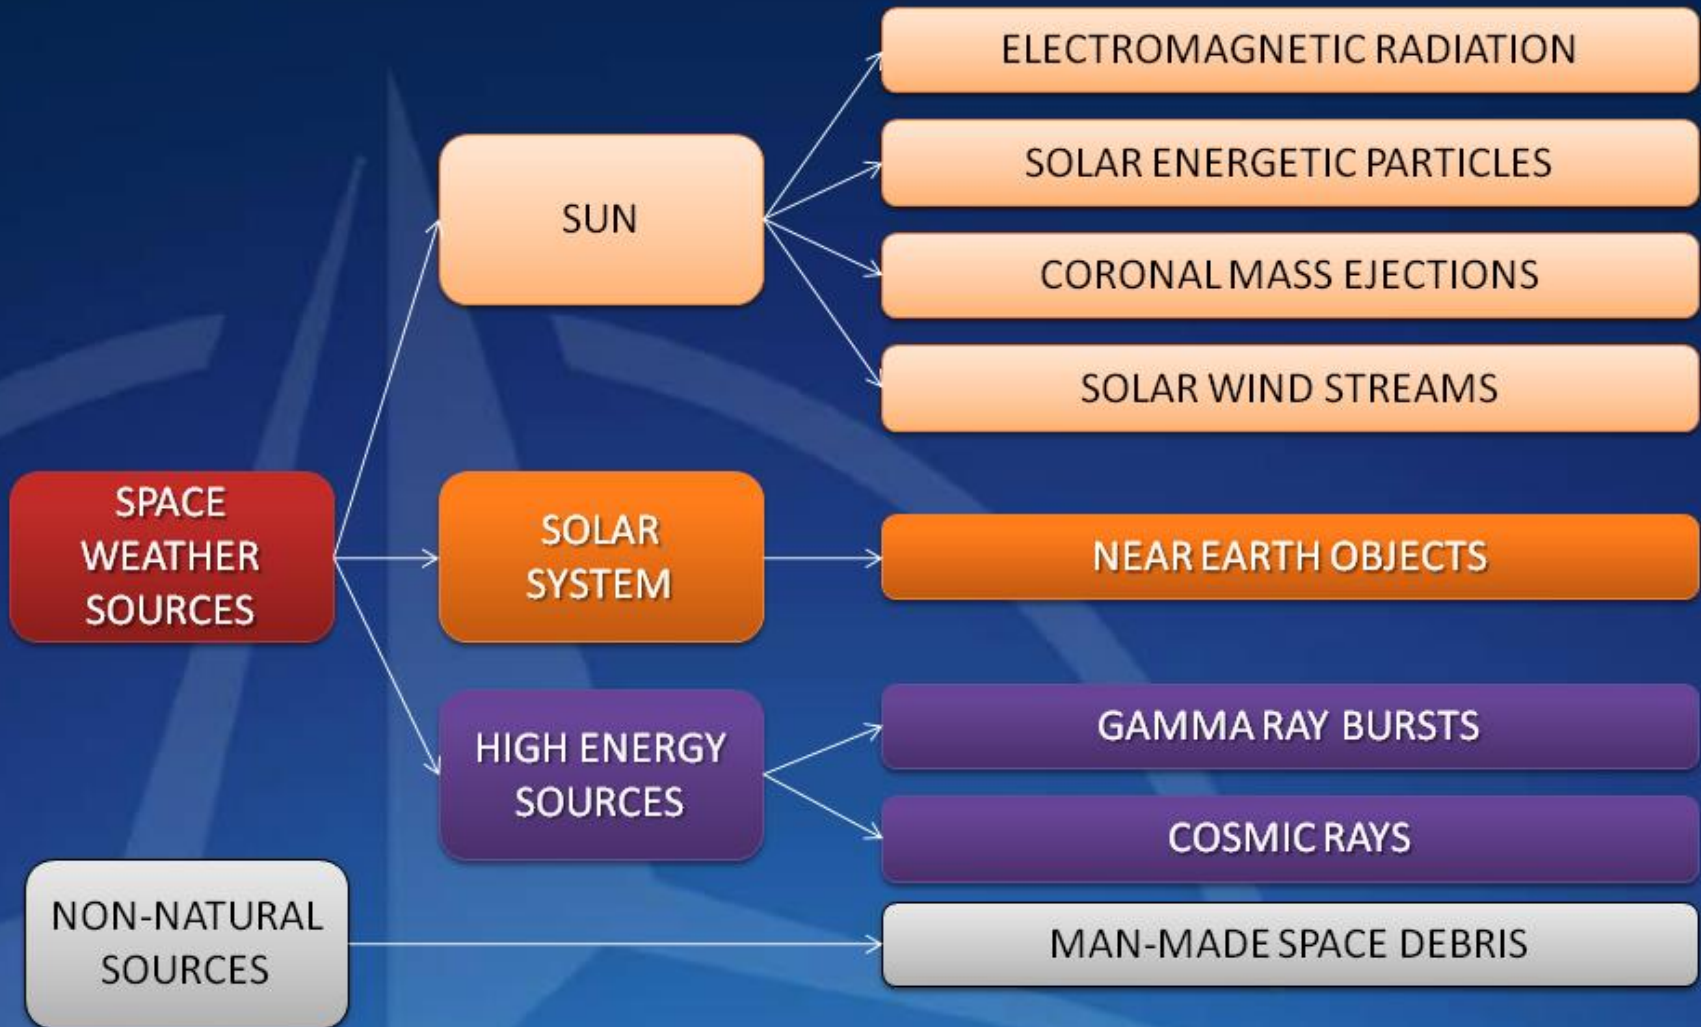 ELECTROMAGNETIC RADIATION
SOLAR ENERGETIC PARTICLES
SUN
CORONAL MASS EJECTIONS
SOLAR WIND STREAMS
SPACE
WEATHER
SOURCES
SOLAR
SYSTEM
NEAR EARTH OBJECTS
HIGH ENERGY
SOURCES
GAMMA RAY BURSTS
COSMIC RAYS
NON-NATURAL
SOURCES
MAN-MADE SPACE DEBRIS